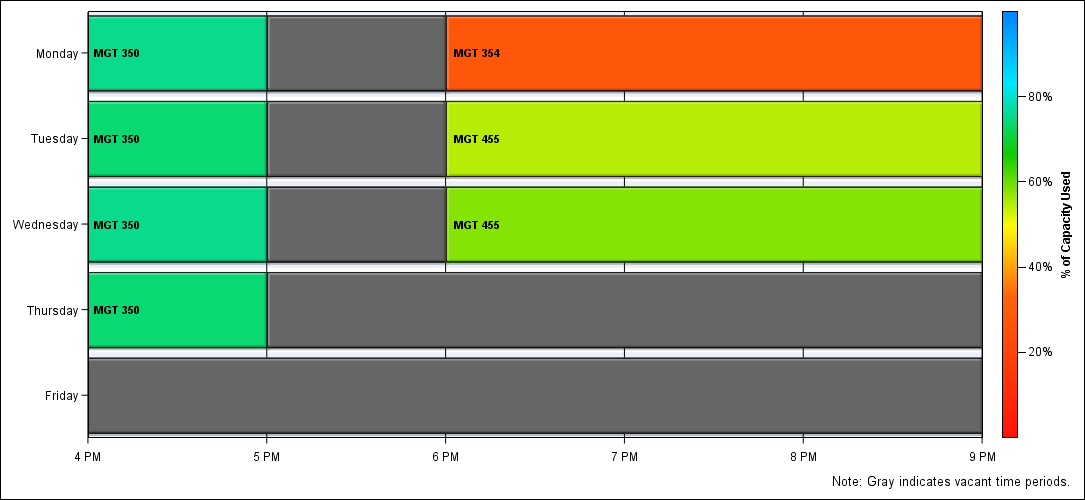 Monday
MGT 350
MGT 354
Tuesday
MGT 350
MGT 455
Wednesday
MGT 350
MGT 455
Thursday
MGT 350
Friday
4 PM
5 PM
6 PM
7 PM
8 PM
9 PM
80%
60%
40%
20%
% of Capacity Used
Note: Gray indicates vacant time periods.